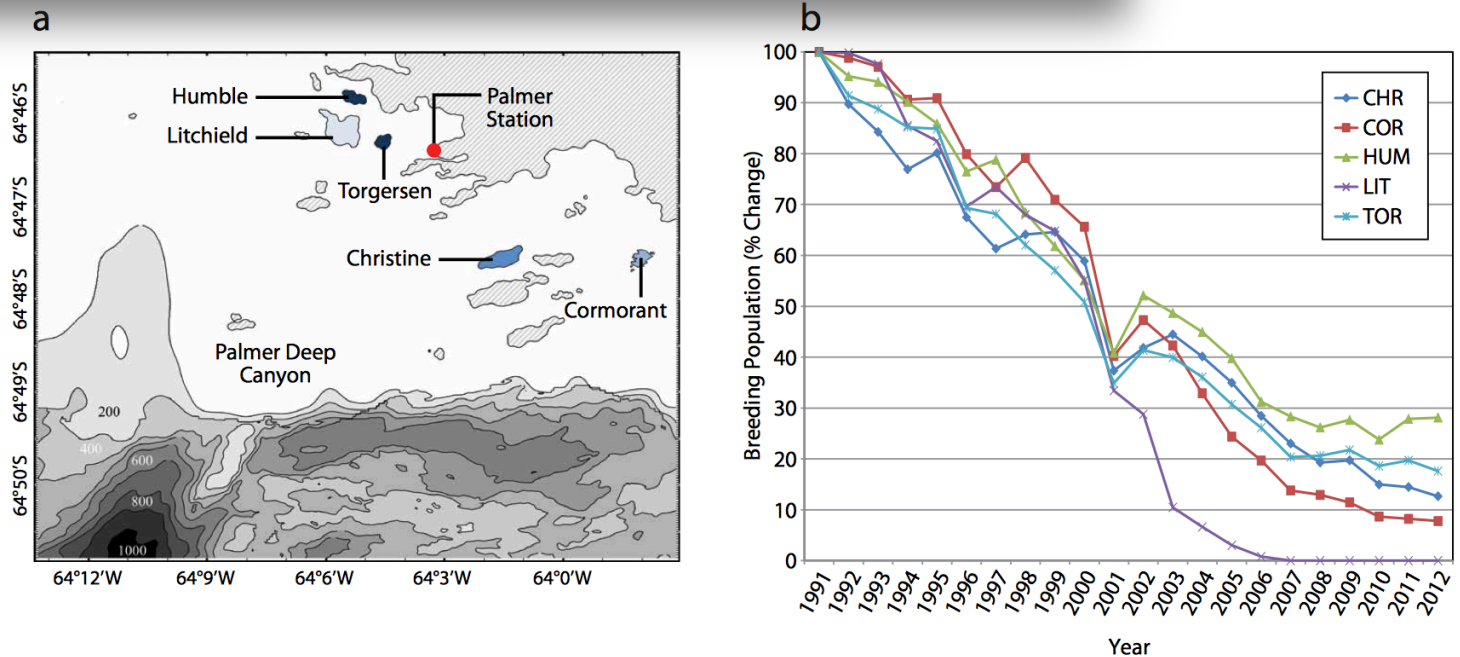 a
Humble
Litchield
Palmer
Station
Torgersen
Christine
Cormorant
Palmer Deep
Canyon
200
400
600
800
1000
64°46'S
64°47'S
64°48'S
64°49'S
64°50'S
64°12'W
64°9'W
64°6'W
64°3'W
64°0'W
b
Breeding Population (% Change)
100
90
80
70
60
50
40
30
20
10
0
CHR
COR
HUM
LIT
TOR
1991
1992
1993
1994
1995
1996
1997
1998
1999
2000
2001
2002
2003
2004
2005
2006
2007
2008
2009
2010
2011
2012
Year